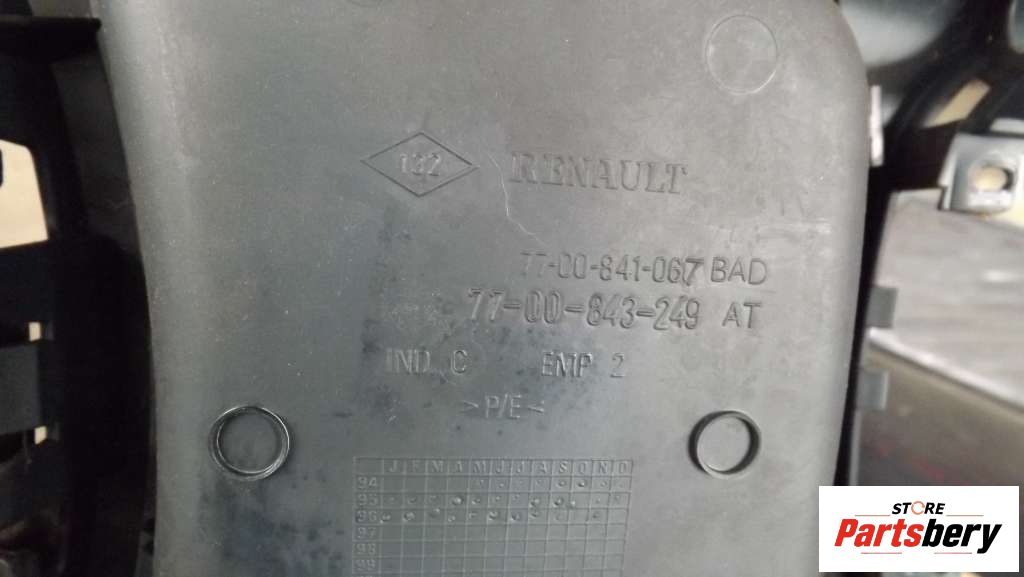 132 RENAULT
77-00-841-067 BAD
77-00-843-249 AT
IND C EMP 2
>P/E<
J F M A M J J A S O N D
94
95
96
97
98
99
STORE
Partsbery